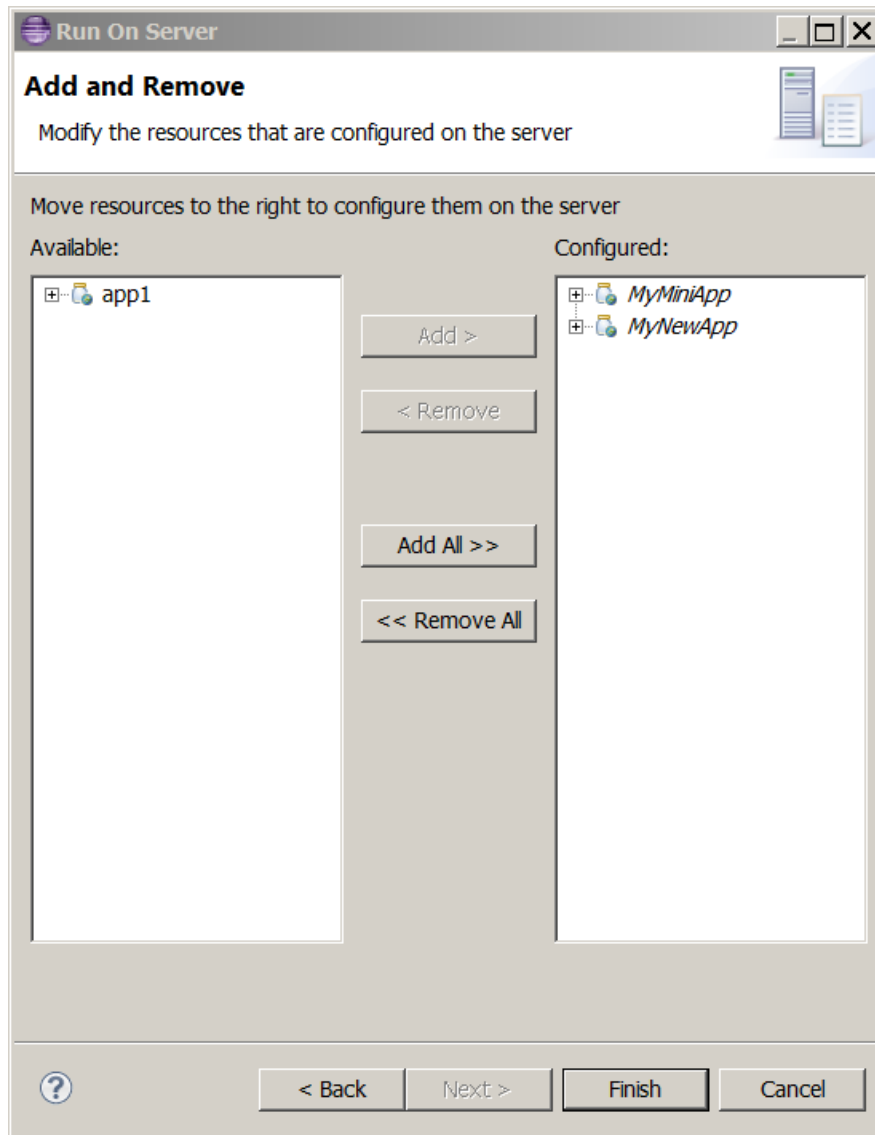 Run On Server
Add and Remove
Modify the resources that are configured on the server
Move resources to the right to configure them on the server
Available:
Configured:
app1
MyMiniApp
MyNewApp
Add >
< Remove
Add All >>
<< Remove All
?
< Back
Next >
Finish
Cancel